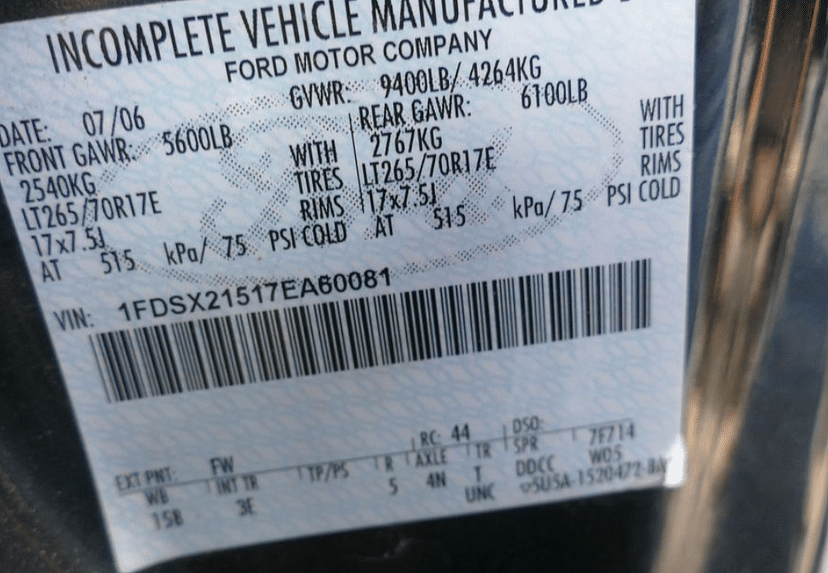 INCOMPLETE VEHICLE MANUFACTURED
FORD MOTOR COMPANY
DATE: 07/06 GVWR: 9400LB/ 4264KG
FRONT GAWR: 5600LB REAR GAWR: 6100LB
2540KG WITH 2767KG WITH
LT265/70R17E TIRES LT265/70R17E TIRES
17x7.5J RIMS 17x7.5J RIMS
AT 515 kPa/ 75 PSI COLD AT 515 kPa/ 75 PSI COLD
VIN: 1FDSX21517EA60081
EXT PNT: FW RC: 44 DSO: 7F714
WB INT TR TP/PS R AXLE TR SPR W05
158 3E 5 4N T DDCC
UNC